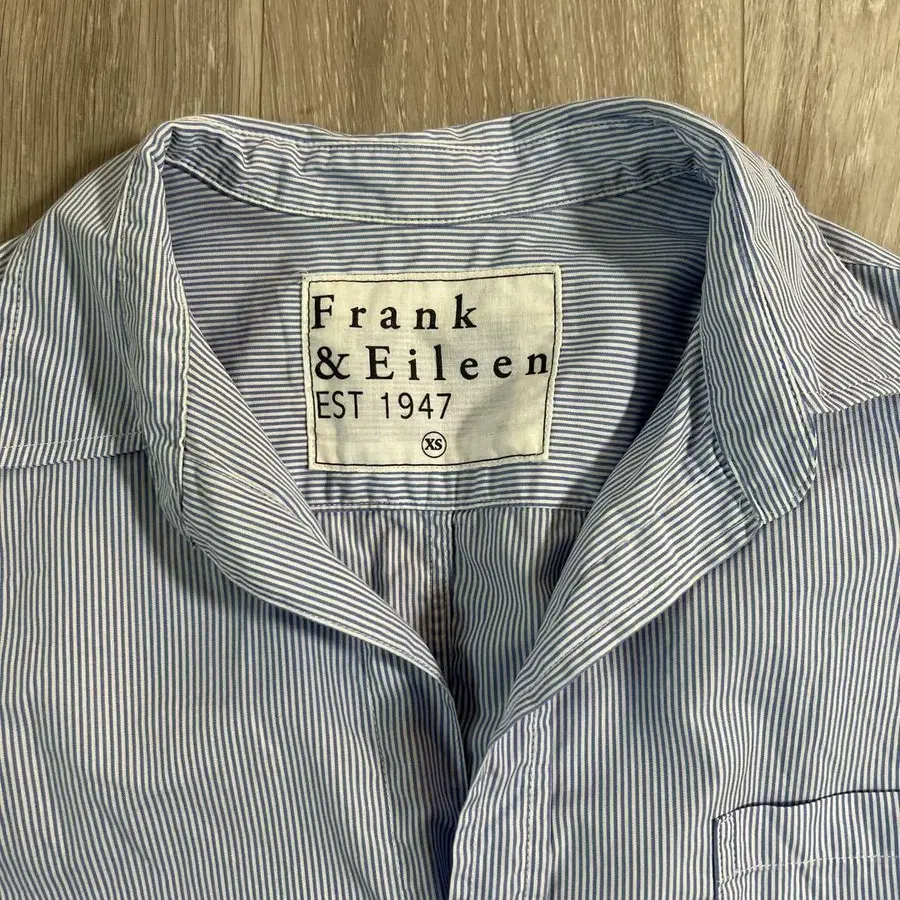 Frank
& Eileen
EST 1947
XS